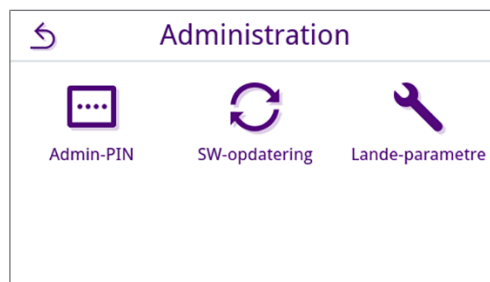 Administration
Admin-PIN
SW-opdatering
Lande-parametre